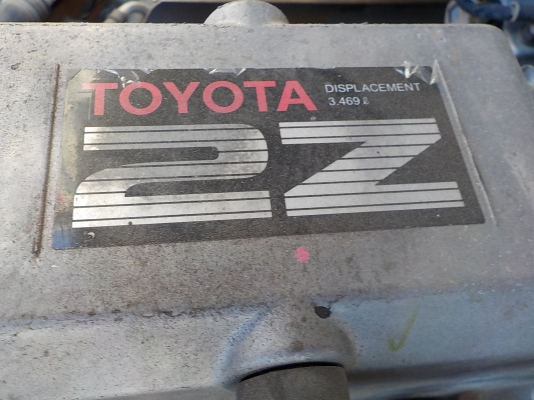 TOYOTA
DISPLACEMENT
3.469 ℓ
2Z